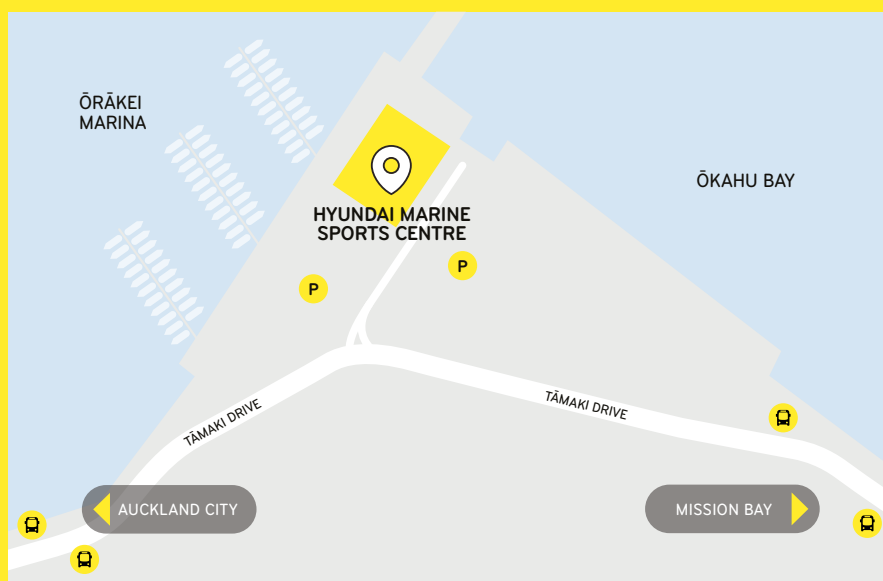 ŌRĀKEI
MARINA
ŌKAHU BAY
HYUNDAI MARINE
SPORTS CENTRE
P
P
TĀMAKI DRIVE
TĀMAKI DRIVE
AUCKLAND CITY
MISSION BAY